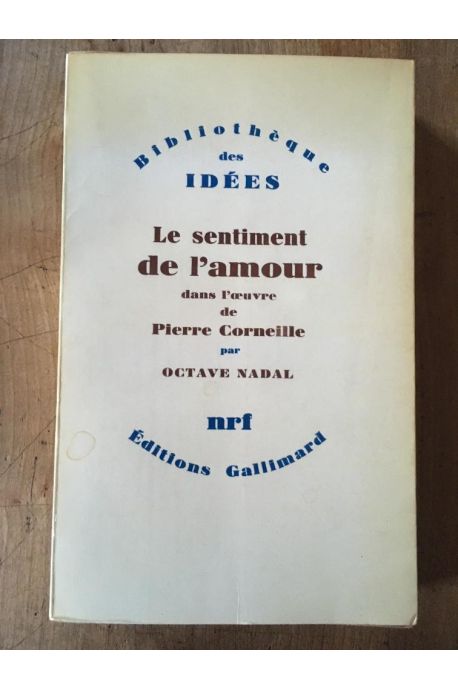 Bibliothèque
des
IDÉES
Le sentiment
de l'amour
dans l'œuvre
de
Pierre Corneille
par
OCTAVE NADAL
nrf
Éditions Gallimard